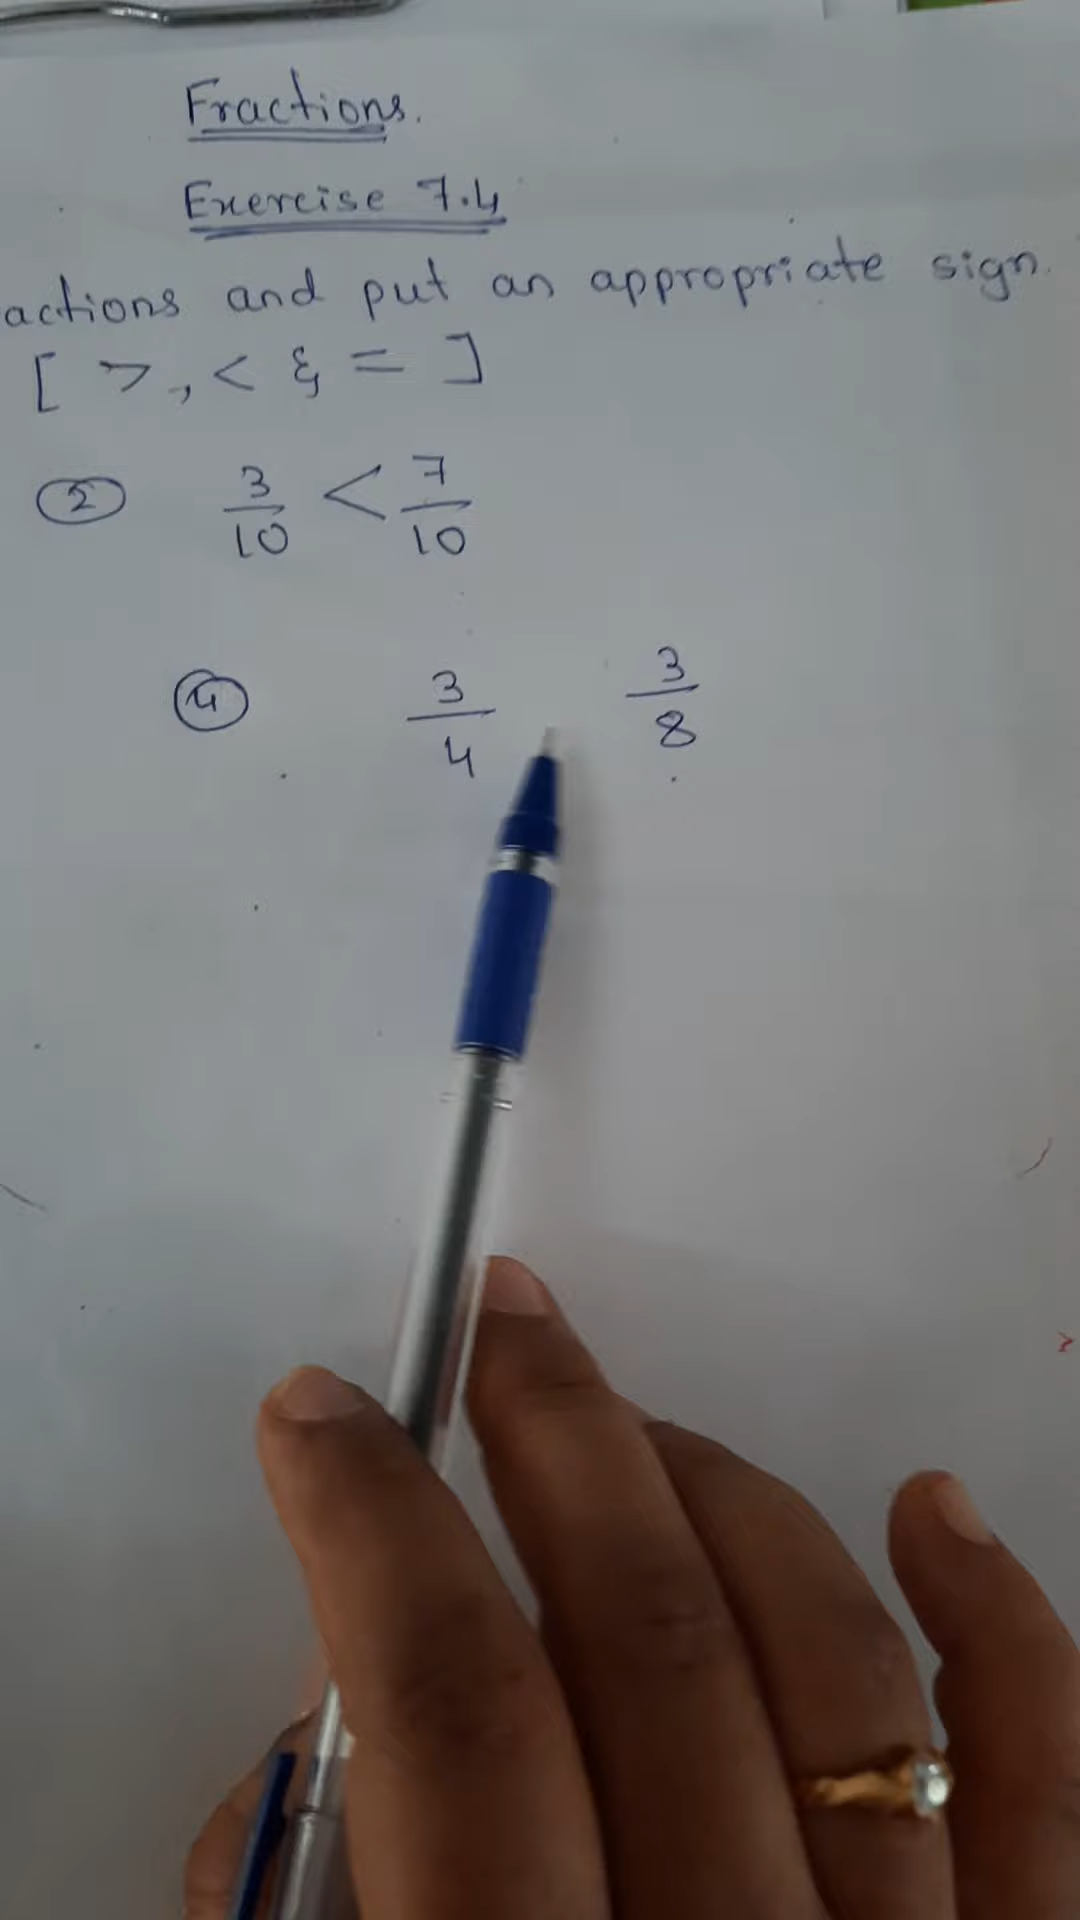 Fractions.
Exercise 7.4
actions and put an appropriate sign.
[ >, < & = ]
② 3/10 < 7/10
④ 3/4 3/8